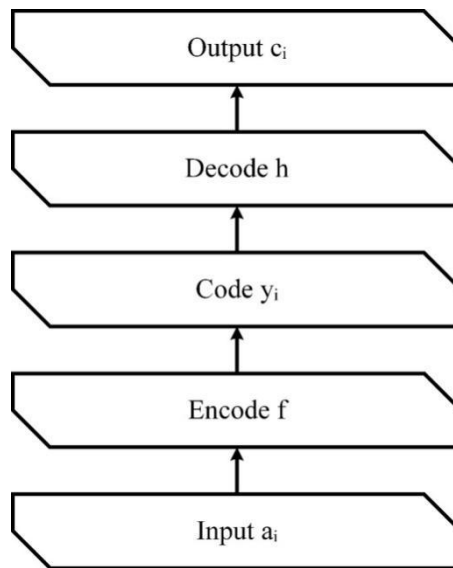 Output cᵢ
Decode h
Code yᵢ
Encode f
Input aᵢ